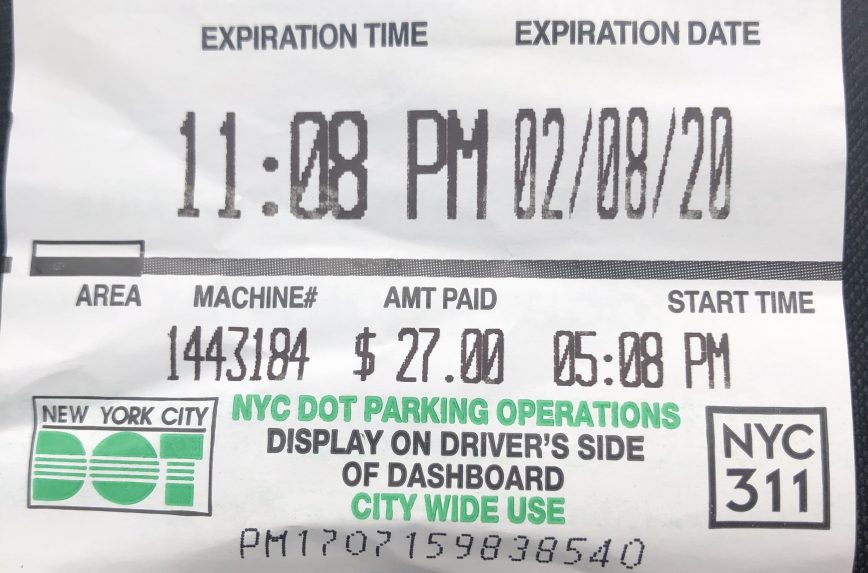 EXPIRATION TIME EXPIRATION DATE
11:08 PM 02/08/20
AREA MACHINE# AMT PAID START TIME
1443184 $ 27.00 05:08 PM
NEW YORK CITY
DOT
NYC DOT PARKING OPERATIONS
DISPLAY ON DRIVER'S SIDE
OF DASHBOARD
CITY WIDE USE
NYC
311
PM1707159838540